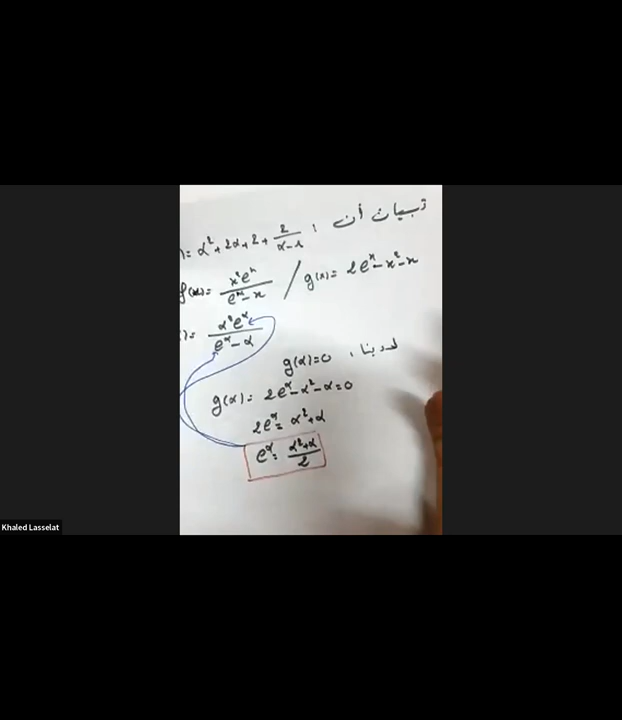 تبيان أن :
)= α² + 2α + 2 + 2/(α-1)
f(x)= x²eˣ/(eˣ - x) / g(x)= 2eˣ - x² - x
)= α²e^α/(e^α - α)
لدينا : g(α)=0
g(α)= 2e^α - α² - α = 0
2e^α = α² + α
e^α = (α² + α)/2
Khaled Lasselat